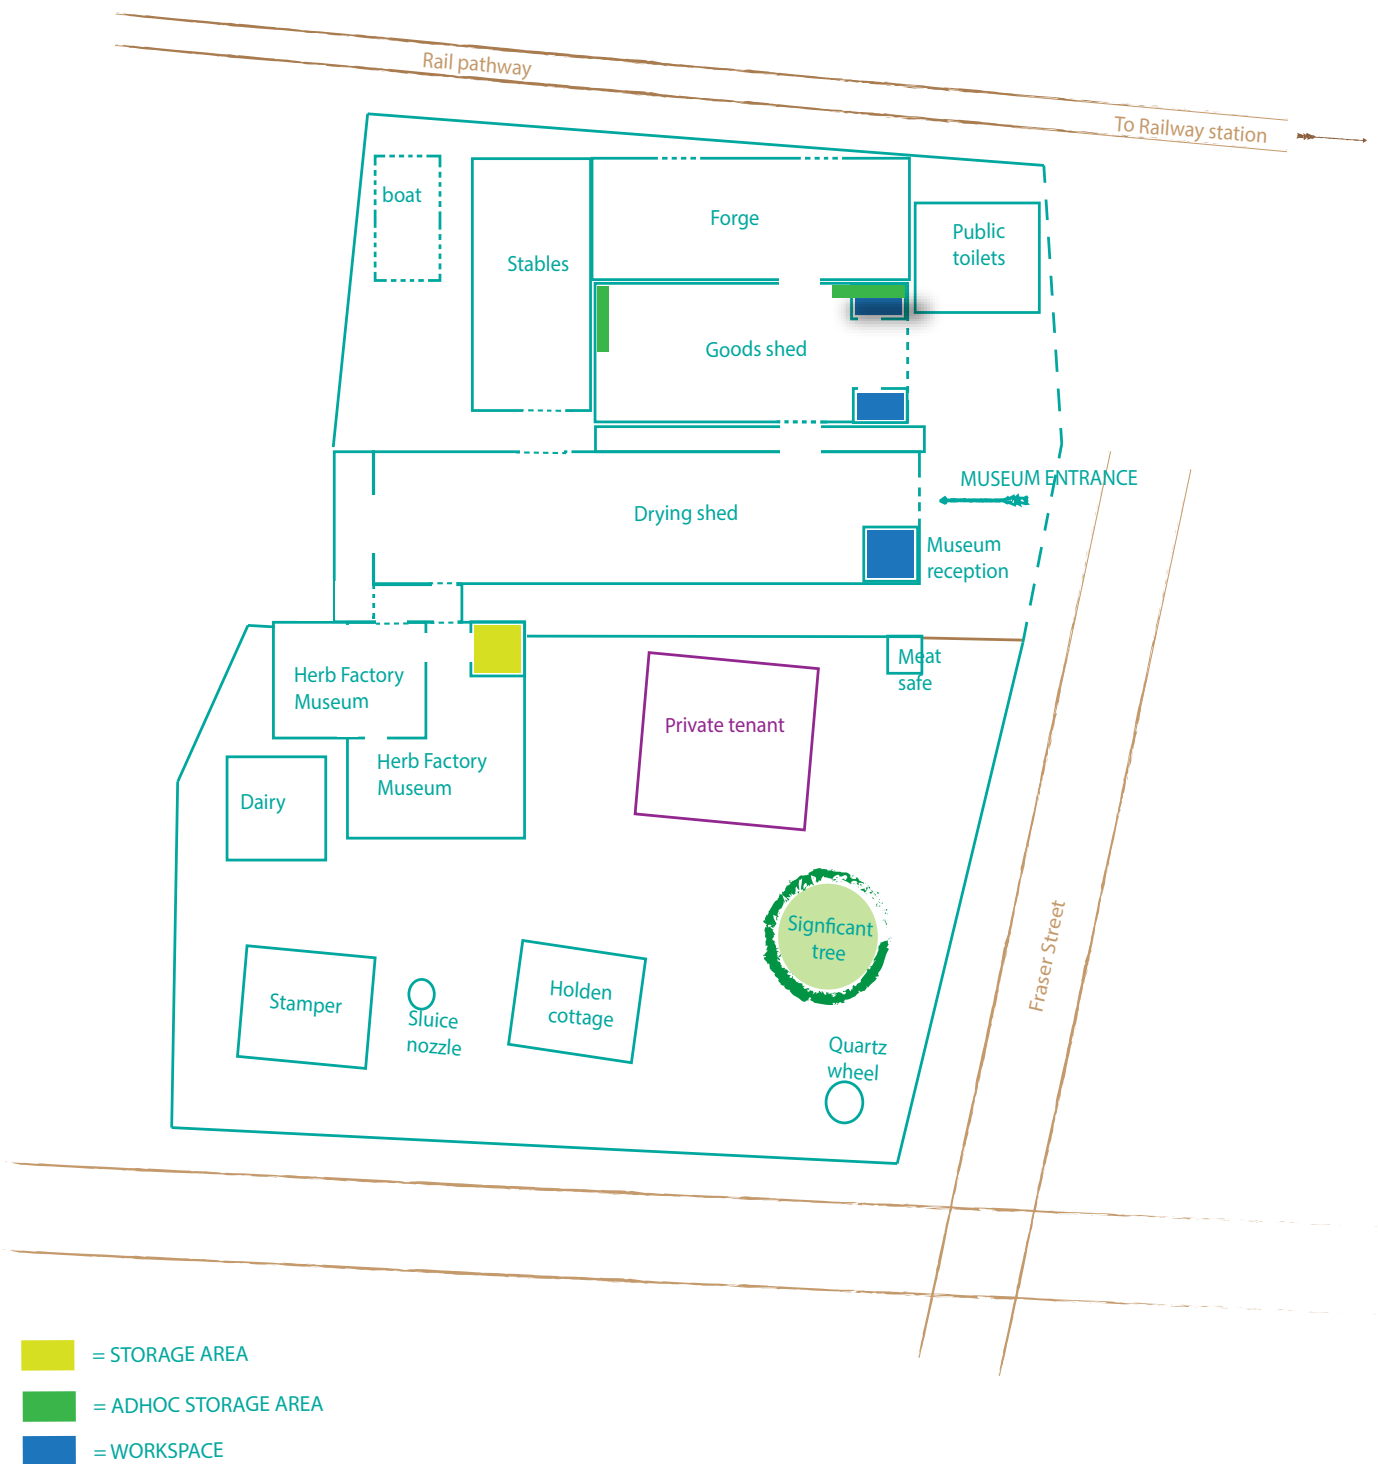 Rail pathway
To Railway station
boat
Forge
Public
toilets
Stables
Goods shed
MUSEUM ENTRANCE
Drying shed
Museum
reception
Meat
safe
Herb Factory
Museum
Private tenant
Herb Factory
Museum
Dairy
Signficant
tree
Fraser Street
Stamper
Sluice
nozzle
Holden
cottage
Quartz
wheel
= STORAGE AREA
= ADHOC STORAGE AREA
= WORKSPACE